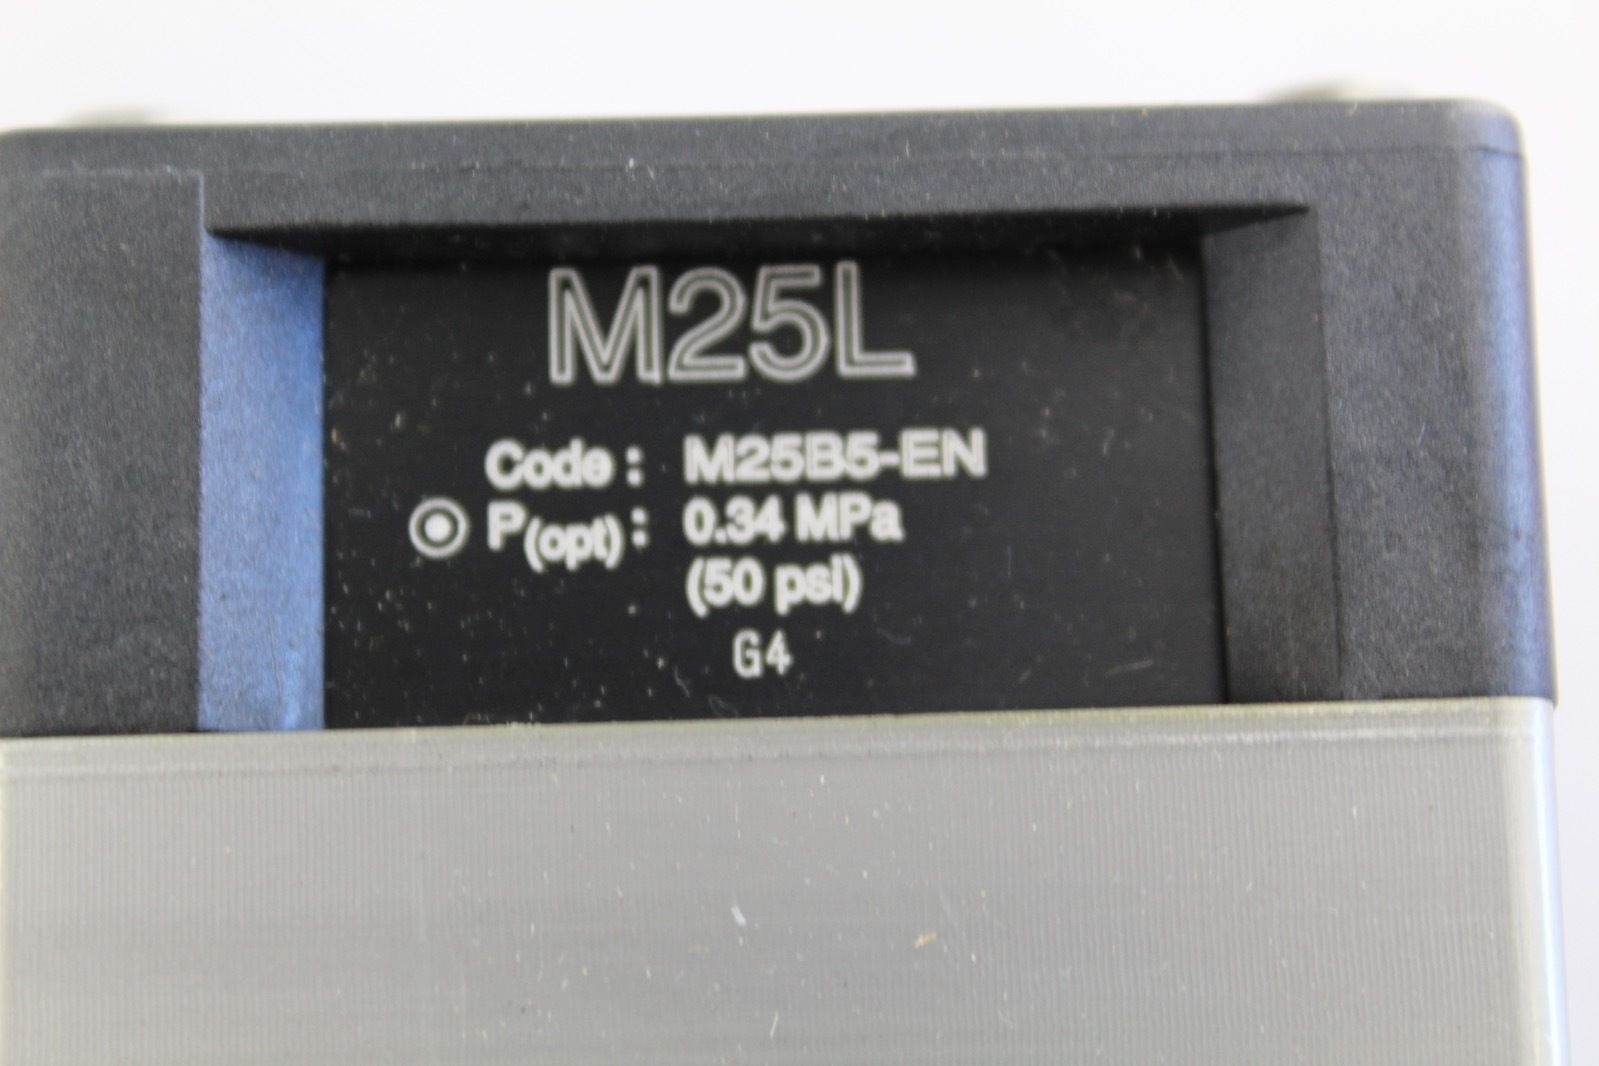 M25L
Code : M25B5-EN
P(opt) : 0.34 MPa
(50 psi)
G4